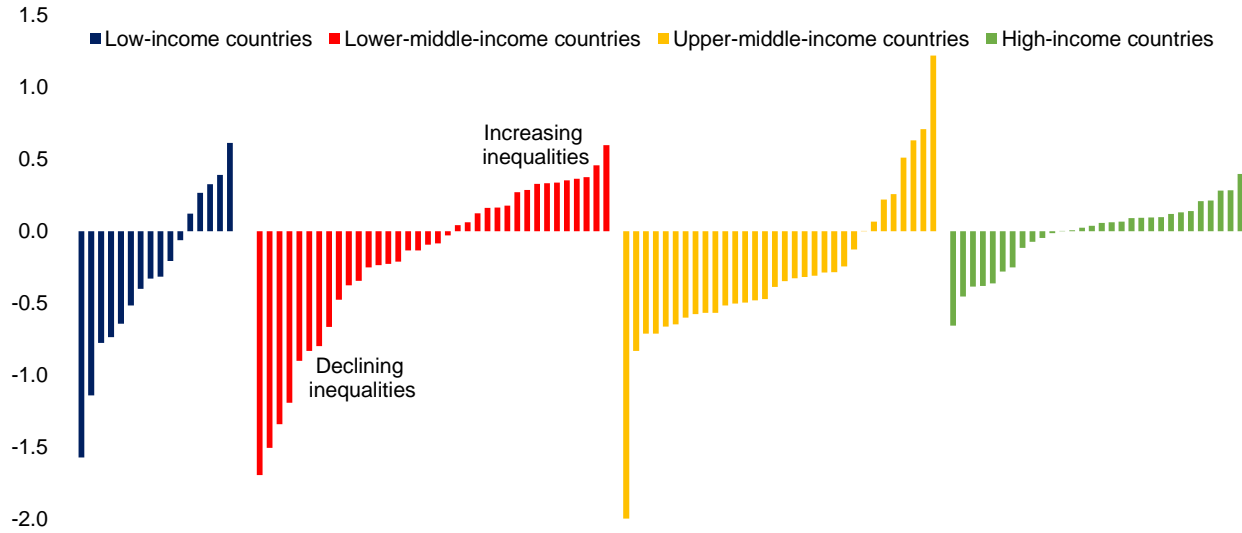 1.5
Low-income countries Lower-middle-income countries Upper-middle-income countries High-income countries
1.0
Increasing
inequalities
0.5
0.0
-0.5
Declining
inequalities
-1.0
-1.5
-2.0